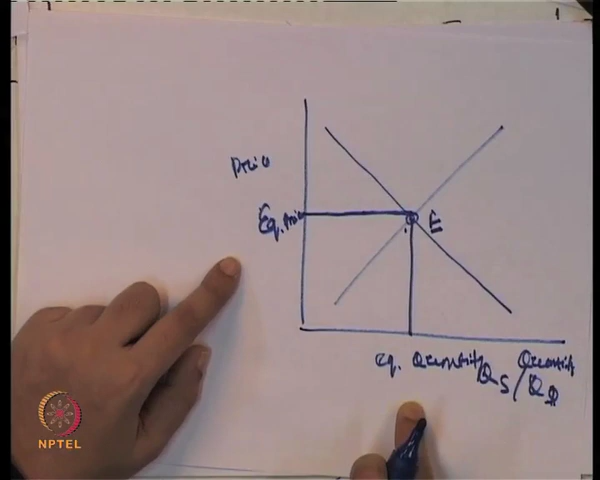 Price
Eq. Price
E
eq. Quantity
Quantity
QS / QD
NPTEL